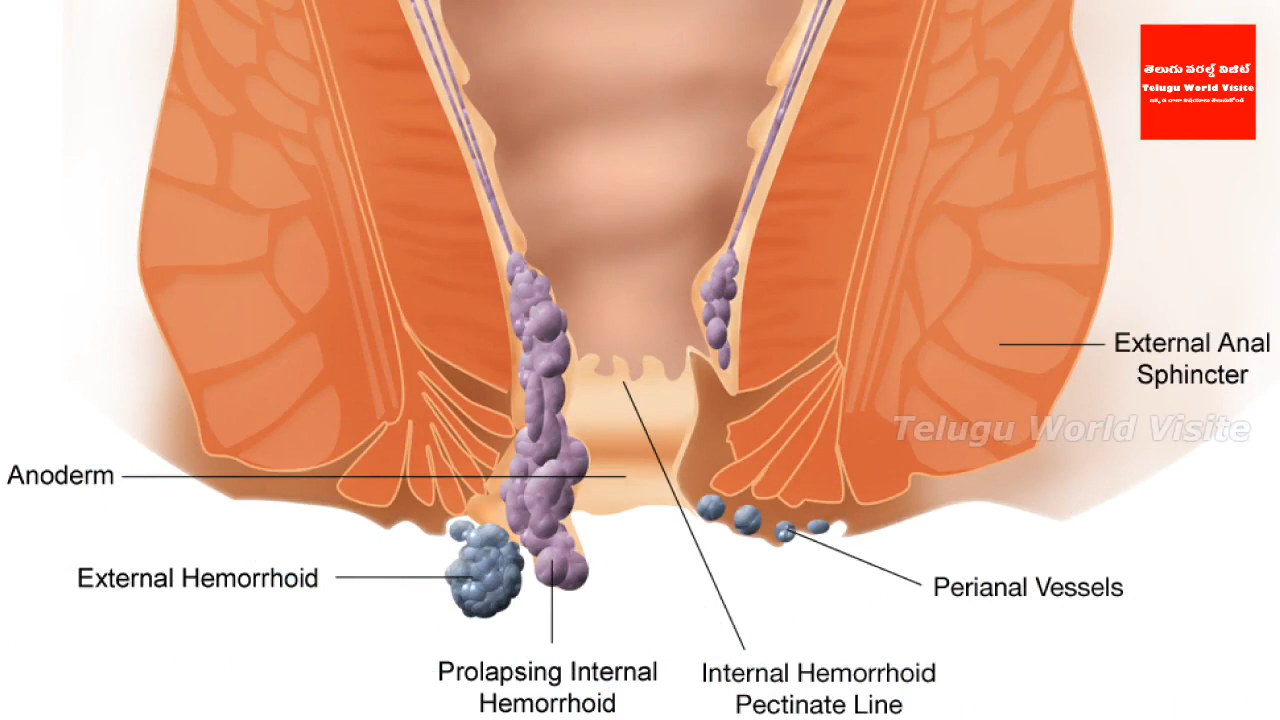 తెలుగు వరల్డ్ విజిట్
Telugu World Visite
External Anal
Sphincter
Telugu World Visite
Anoderm
External Hemorrhoid
Perianal Vessels
Prolapsing Internal
Hemorrhoid
Internal Hemorrhoid
Pectinate Line